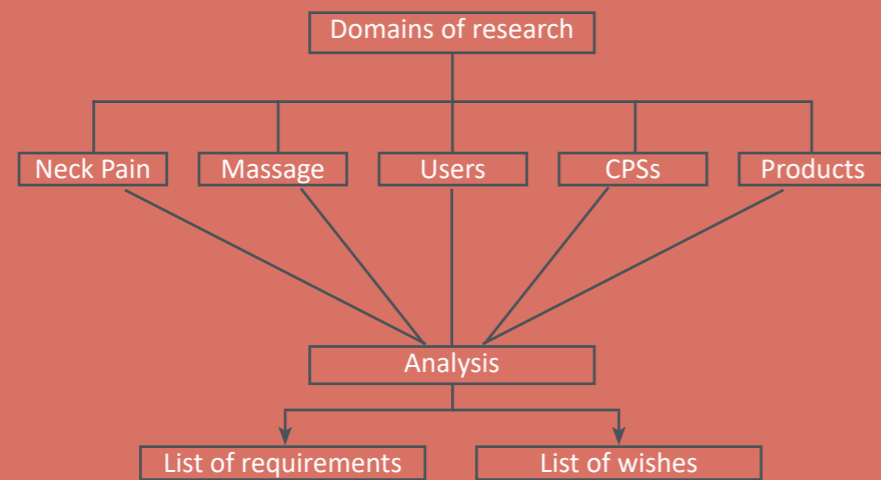 Domains of research
Neck Pain
Massage
Users
CPSs
Products
Analysis
List of requirements
List of wishes